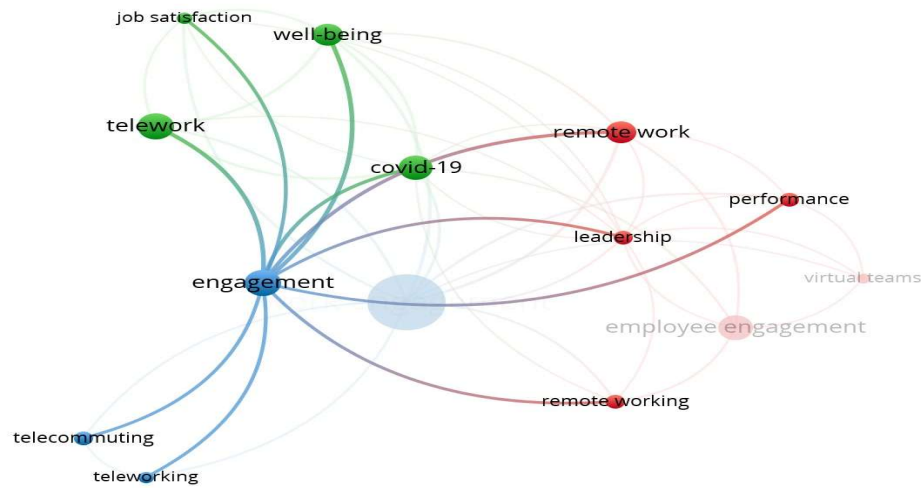 job satisfaction
well-being
telework
remote work
covid-19
performance
leadership
engagement
virtual teams
employee engagement
remote working
telecommuting
teleworking